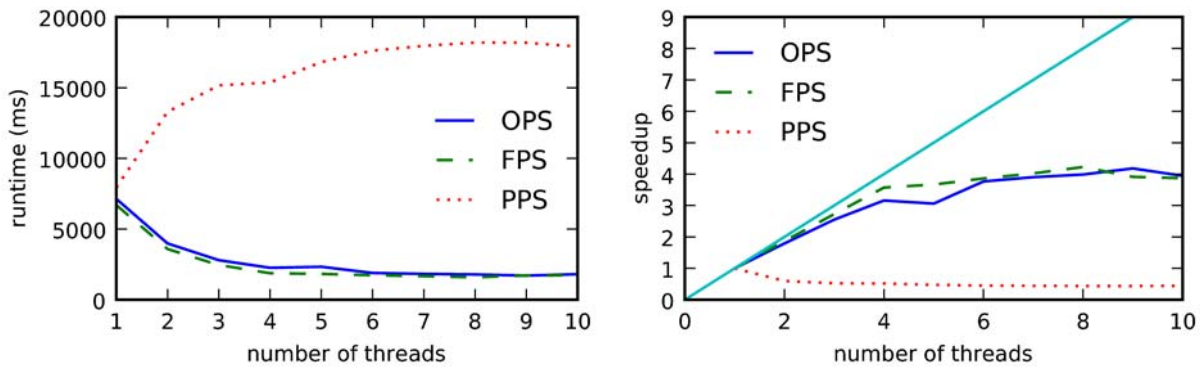 20000
15000
10000
5000
0
runtime (ms)
OPS
FPS
PPS
1 2 3 4 5 6 7 8 9 10
number of threads
9
8
7
6
5
4
3
2
1
0
speedup
OPS
FPS
PPS
0 2 4 6 8 10
number of threads